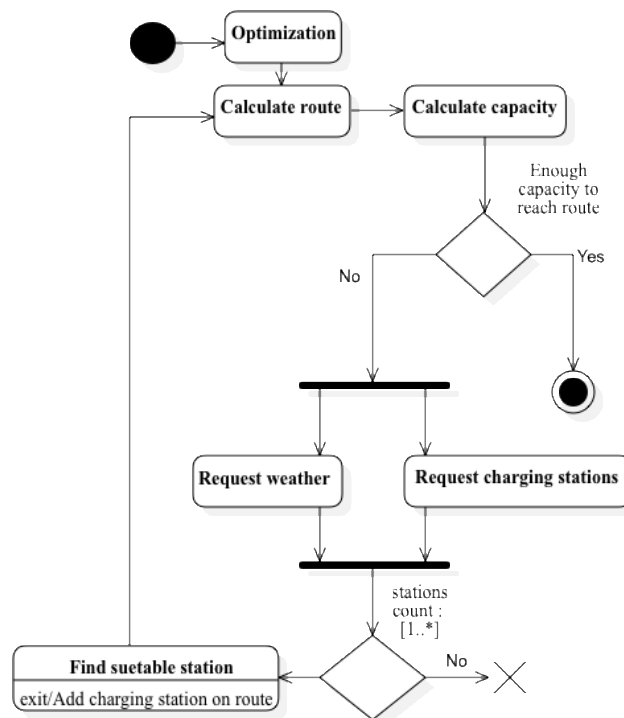 Optimization
Calculate route
Calculate capacity
Enough
capacity to
reach route
No
Yes
Request weather
Request charging stations
stations
count :
[1..*]
No
Find suetable station
exit/Add charging station on route